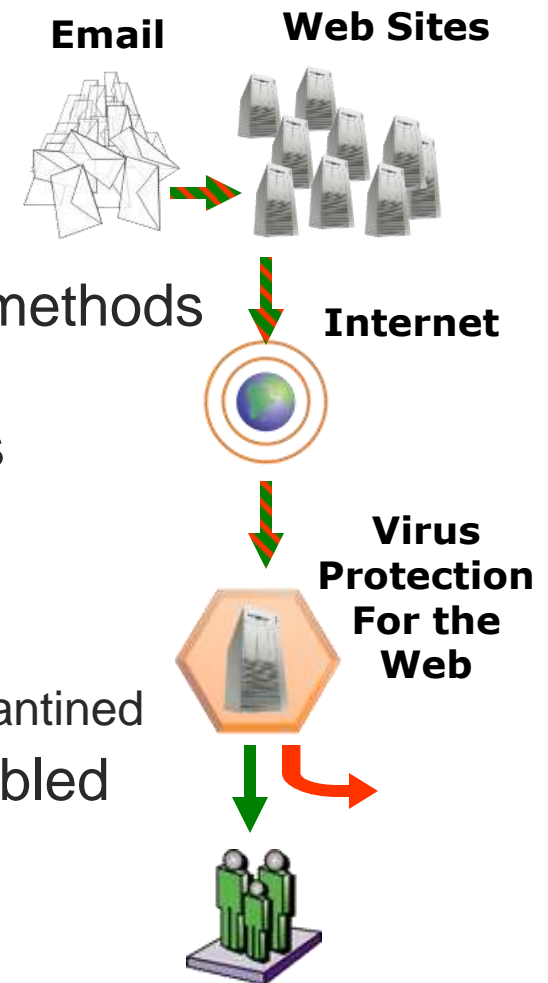 Email
Web Sites
methods
Internet
s
Virus
Protection
For the
Web
antined
bled